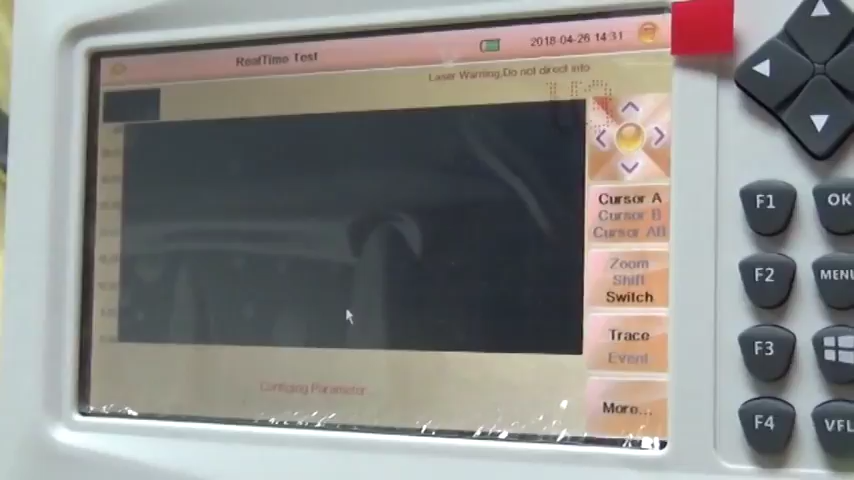 RealTime Test
2018-04-26 14:31
Laser Warning,Do not direct into
Cursor A
Cursor B
Cursor AB
Zoom
Shift
Switch
Trace
Event
More...
Configing Parameter
F1
OK
F2
MENU
F3
F4
VFL